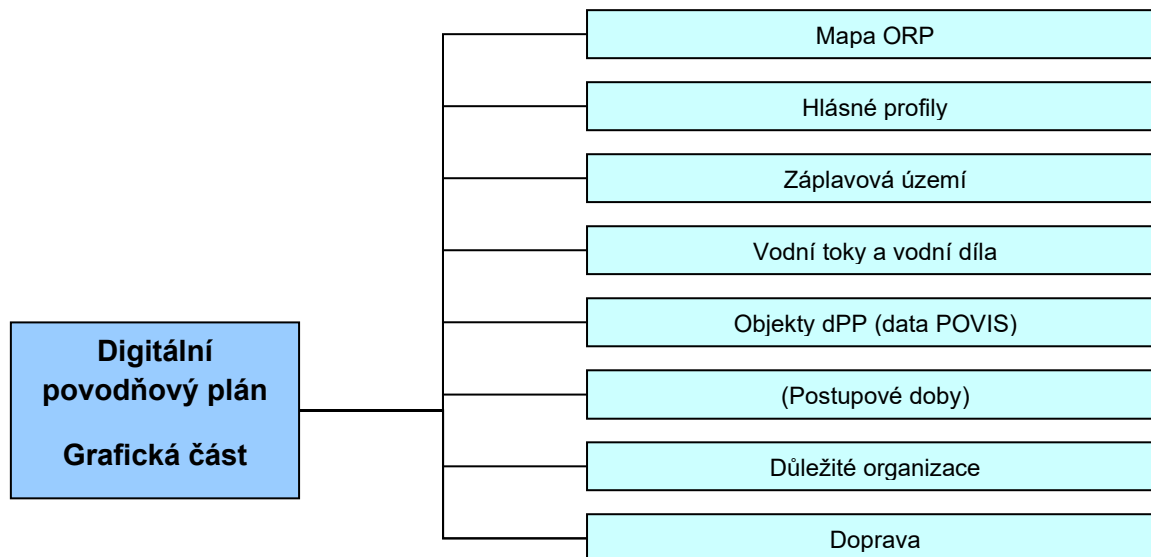 Mapa ORP
Hlásné profily
Záplavová území
Vodní toky a vodní díla
Objekty dPP (data POVIS)
(Postupové doby)
Důležité organizace
Doprava
Digitální
povodňový plán
Grafická část